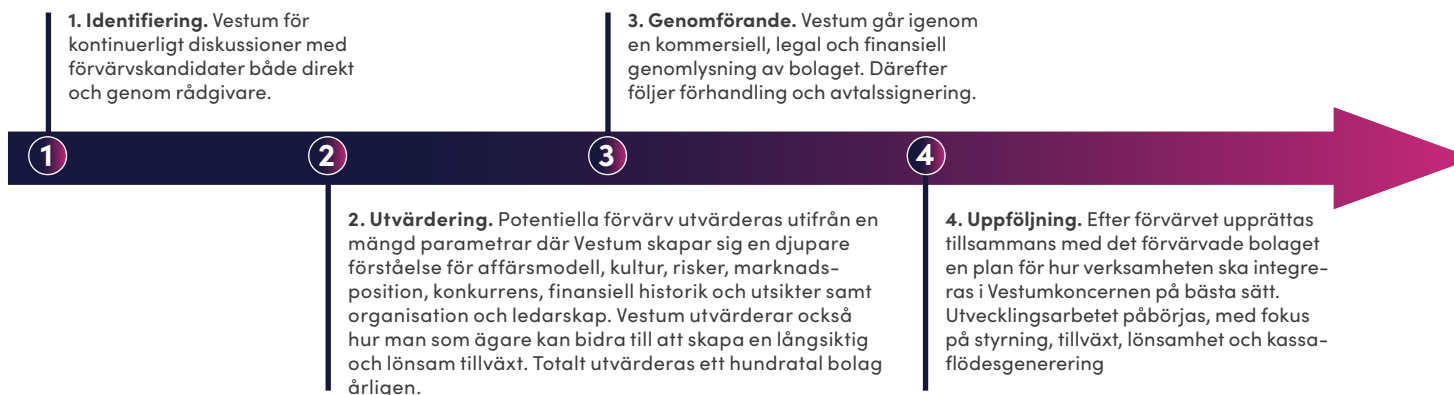 1. Identifiering. Vestum för
kontinuerligt diskussioner med
förvärvskandidater både direkt
och genom rådgivare.
3. Genomförande. Vestum går igenom
en kommersiell, legal och finansiell
genomlysning av bolaget. Därefter
följer förhandling och avtalssignering.
1
2
3
4
2. Utvärdering. Potentiella förvärv utvärderas utifrån en
mängd parametrar där Vestum skapar sig en djupare
förståelse för affärsmodell, kultur, risker, marknads-
position, konkurrens, finansiell historik och utsikter samt
organisation och ledarskap. Vestum utvärderar också
hur man som ägare kan bidra till att skapa en långsiktig
och lönsam tillväxt. Totalt utvärderas ett hundratal bolag
årligen.
4. Uppföljning. Efter förvärvet upprättas
tillsammans med det förvärvade bolaget
en plan för hur verksamheten ska integre-
ras i Vestumkoncernen på bästa sätt.
Utvecklingsarbetet påbörjas, med fokus
på styrning, tillväxt, lönsamhet och kassa-
flödesgenerering